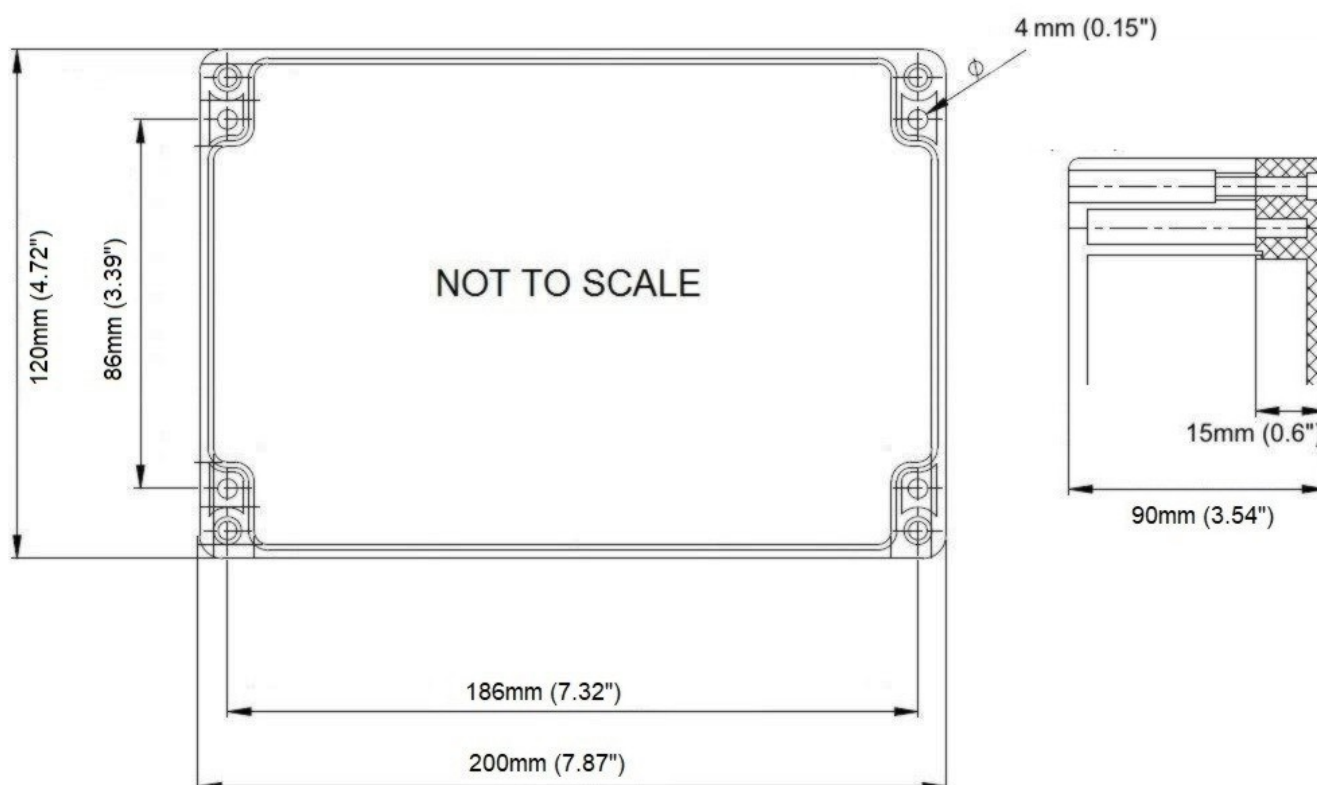 4 mm (0.15")
Ø
120mm (4.72")
86mm (3.39")
NOT TO SCALE
15mm (0.6")
90mm (3.54")
186mm (7.32")
200mm (7.87")